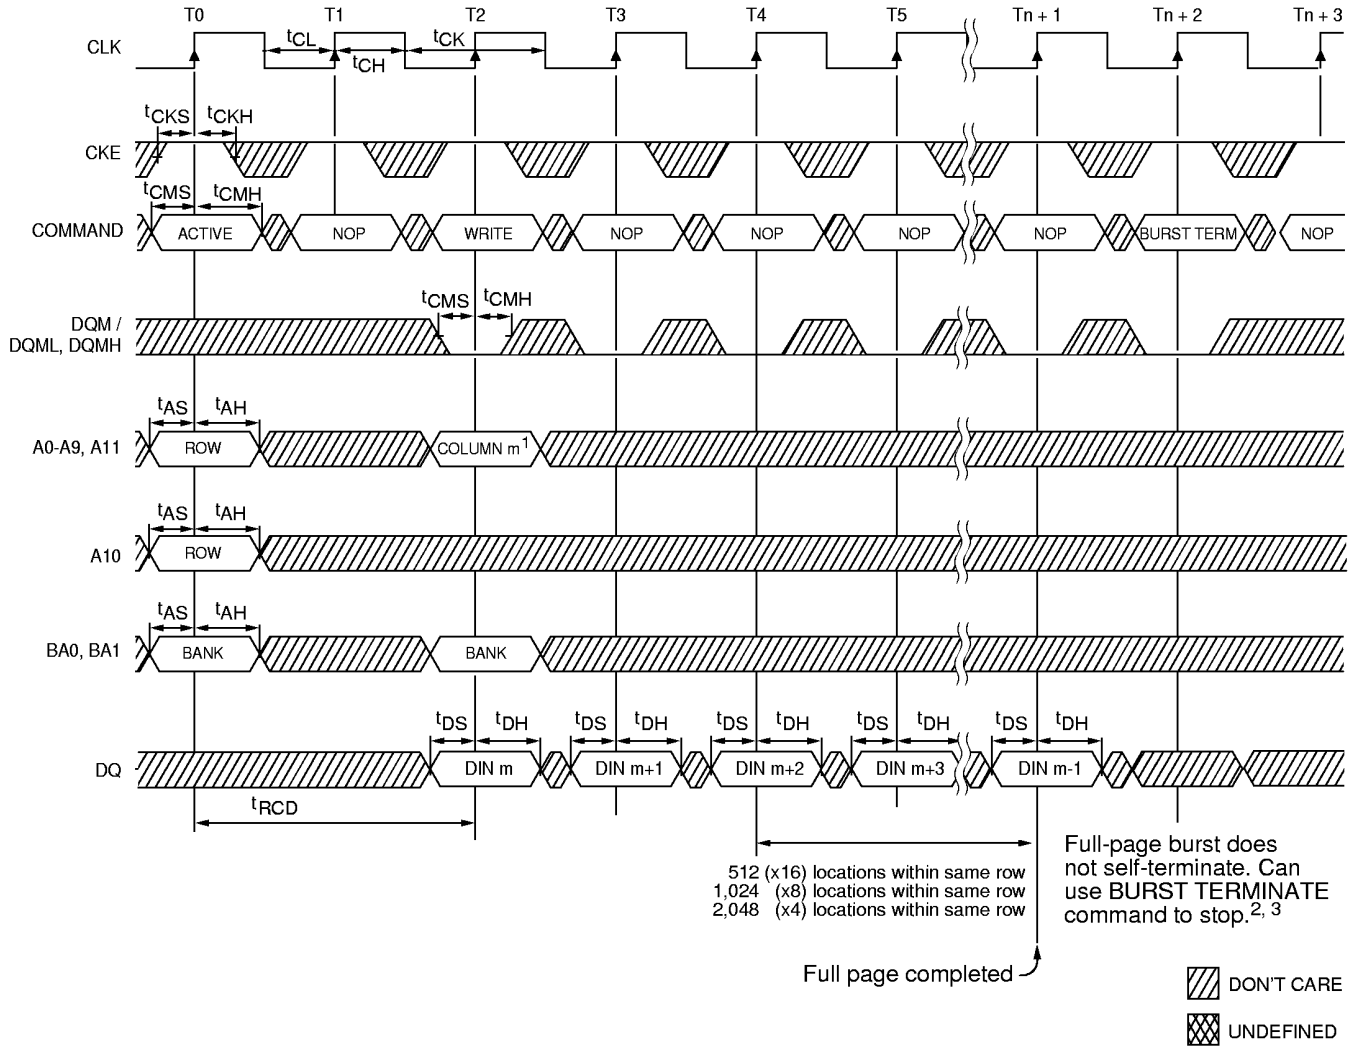 T0 T1 T2 T3 T4 T5 Tn + 1 Tn + 2 Tn + 3
CLK tCL tCH tCK
tCKS tCKH
CKE
tCMS tCMH
COMMAND ACTIVE NOP WRITE NOP NOP NOP NOP BURST TERM NOP
tCMS tCMH
DQM /
DQML, DQMH
tAS tAH
A0-A9, A11 ROW COLUMN m1
tAS tAH
A10 ROW
tAS tAH
BA0, BA1 BANK BANK
tDS tDH tDS tDH tDS tDH tDS tDH tDS tDH
DQ DIN m DIN m+1 DIN m+2 DIN m+3 DIN m-1
tRCD
512 (x16) locations within same row
1,024 (x8) locations within same row
2,048 (x4) locations within same row
Full-page burst does
not self-terminate. Can
use BURST TERMINATE
command to stop.2, 3
Full page completed
DON'T CARE
UNDEFINED